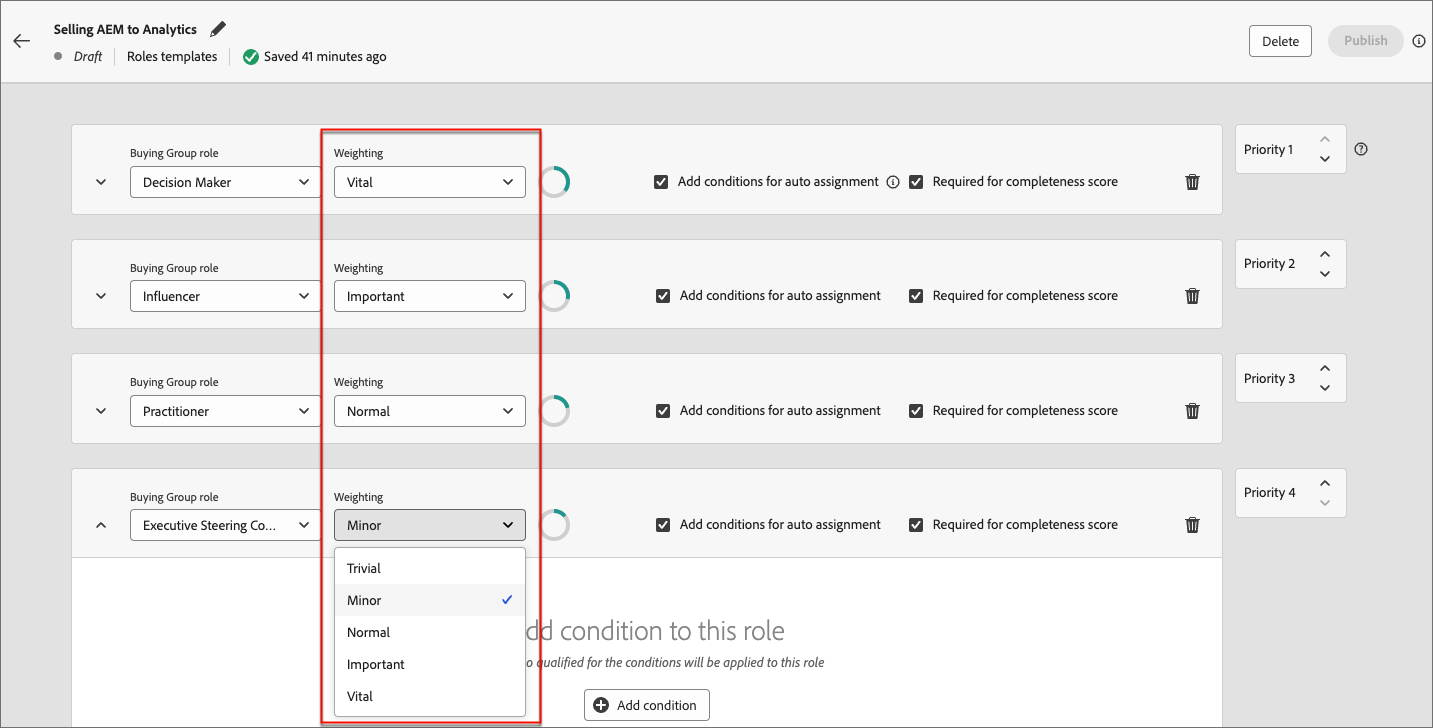 Selling AEM to Analytics
Draft Roles templates Saved 41 minutes ago
Delete Publish
Buying Group role Weighting
Decision Maker Vital Add conditions for auto assignment Required for completeness score
Priority 1
Buying Group role Weighting
Influencer Important Add conditions for auto assignment Required for completeness score
Priority 2
Buying Group role Weighting
Practitioner Normal Add conditions for auto assignment Required for completeness score
Priority 3
Buying Group role Weighting
Executive Steering Co... Minor Add conditions for auto assignment Required for completeness score
Priority 4
Trivial
Minor
Normal
Important
Vital
dd condition to this role
o qualified for the conditions will be applied to this role
Add condition